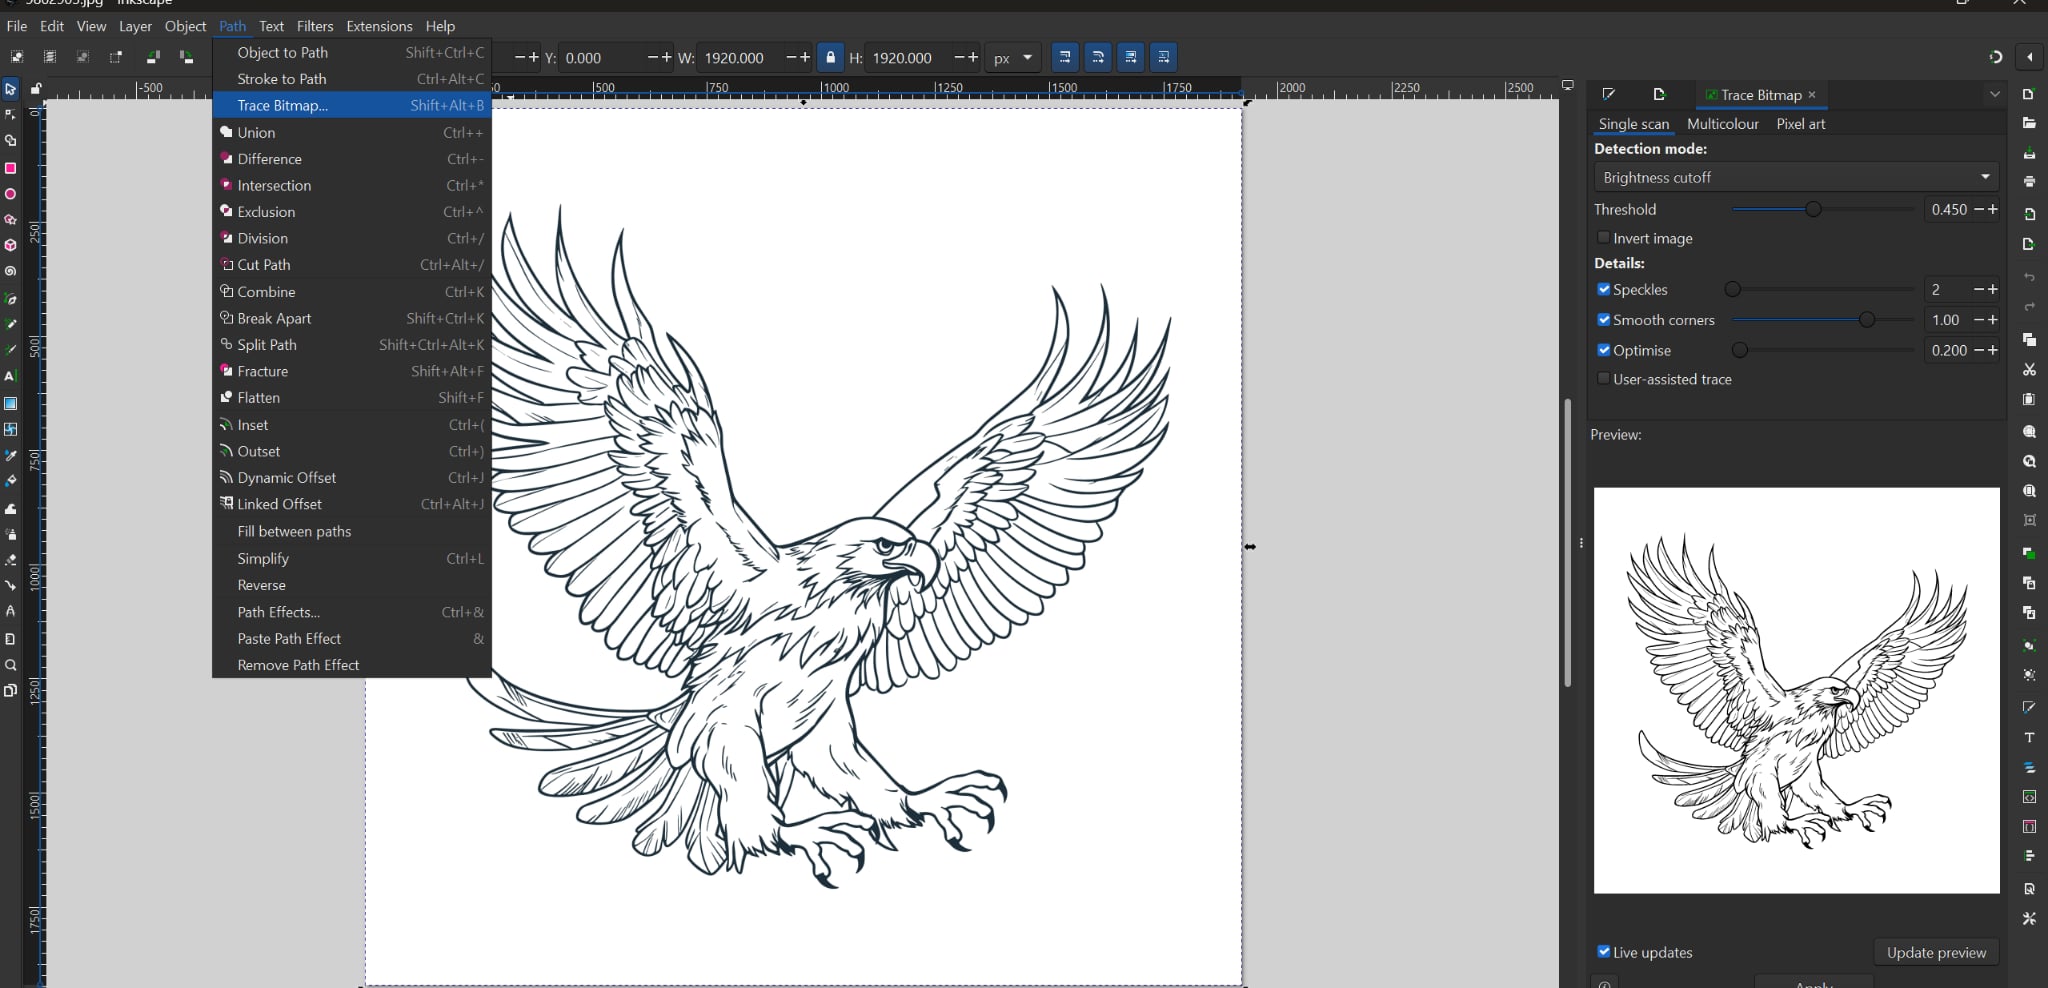 9862905.jpg - Inkscape
File Edit View Layer Object Path Text Filters Extensions Help
Y: 0.000 W: 1920.000 H: 1920.000 px
Object to Path Shift+Ctrl+C
Stroke to Path Ctrl+Alt+C
Trace Bitmap... Shift+Alt+B
Union Ctrl++
Difference Ctrl+-
Intersection Ctrl+*
Exclusion Ctrl+^
Division Ctrl+/
Cut Path Ctrl+Alt+/
Combine Ctrl+K
Break Apart Shift+Ctrl+K
Split Path Shift+Ctrl+Alt+K
Fracture Shift+Alt+F
Flatten Shift+F
Inset Ctrl+(
Outset Ctrl+)
Dynamic Offset Ctrl+J
Linked Offset Ctrl+Alt+J
Fill between paths
Simplify Ctrl+L
Reverse
Path Effects... Ctrl+&
Paste Path Effect &
Remove Path Effect
-500 500 750 1000 1250 1500 1750 2000 2250 2500
0
250
500
750
1000
1250
1500
1750
Trace Bitmap
Single scan Multicolour Pixel art
Detection mode:
Brightness cutoff
Threshold 0.450
Invert image
Details:
Speckles 2
Smooth corners 1.00
Optimise 0.200
User-assisted trace
Preview:
Live updates Update preview
Apply